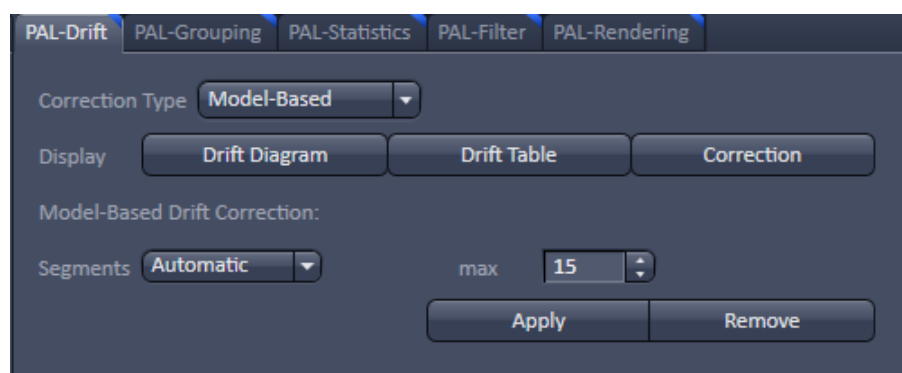 PAL-Drift PAL-Grouping PAL-Statistics PAL-Filter PAL-Rendering
Correction Type Model-Based
Display Drift Diagram Drift Table Correction
Model-Based Drift Correction:
Segments Automatic max 15
Apply Remove